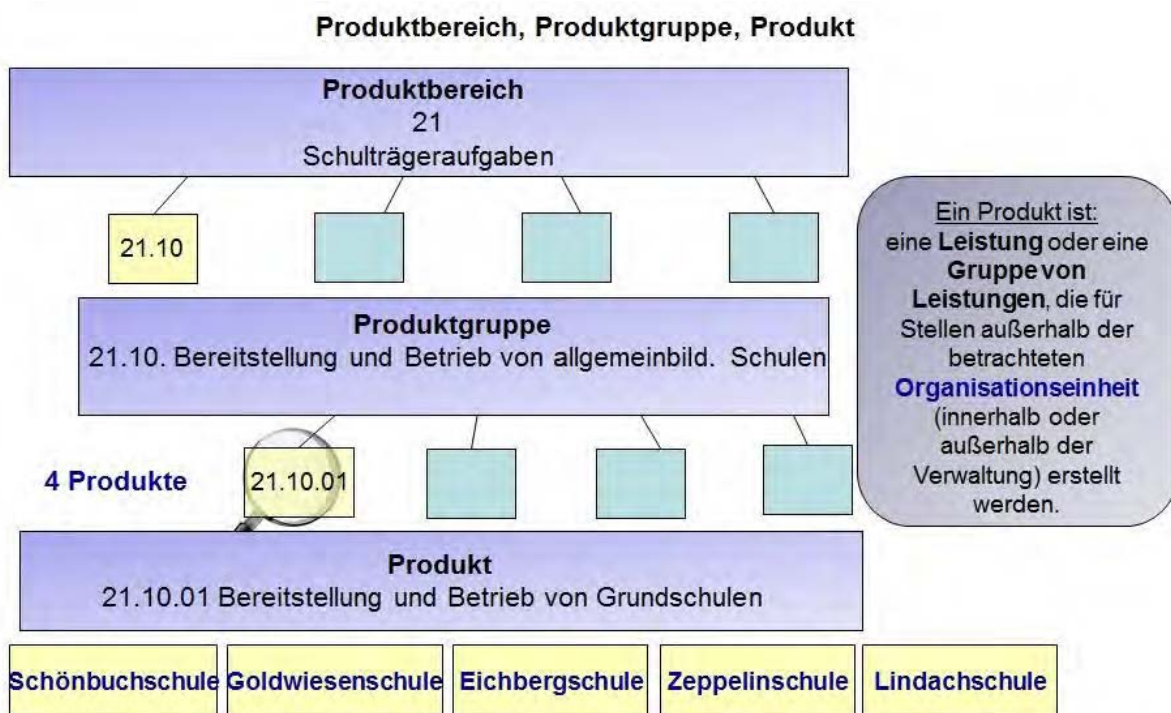 Produktbereich, Produktgruppe, Produkt
Produktbereich
21
Schulträgeraufgaben
21.10
Produktgruppe
21.10. Bereitstellung und Betrieb von allgemeinbild. Schulen
4 Produkte
21.10.01
Produkt
21.10.01 Bereitstellung und Betrieb von Grundschulen
Schönbuchschule
Goldwiesenschule
Eichbergschule
Zeppelinschule
Lindachschule
Ein Produkt ist:
eine Leistung oder eine
Gruppe von
Leistungen, die für
Stellen außerhalb der
betrachteten
Organisationseinheit
(innerhalb oder
außerhalb der
Verwaltung) erstellt
werden.